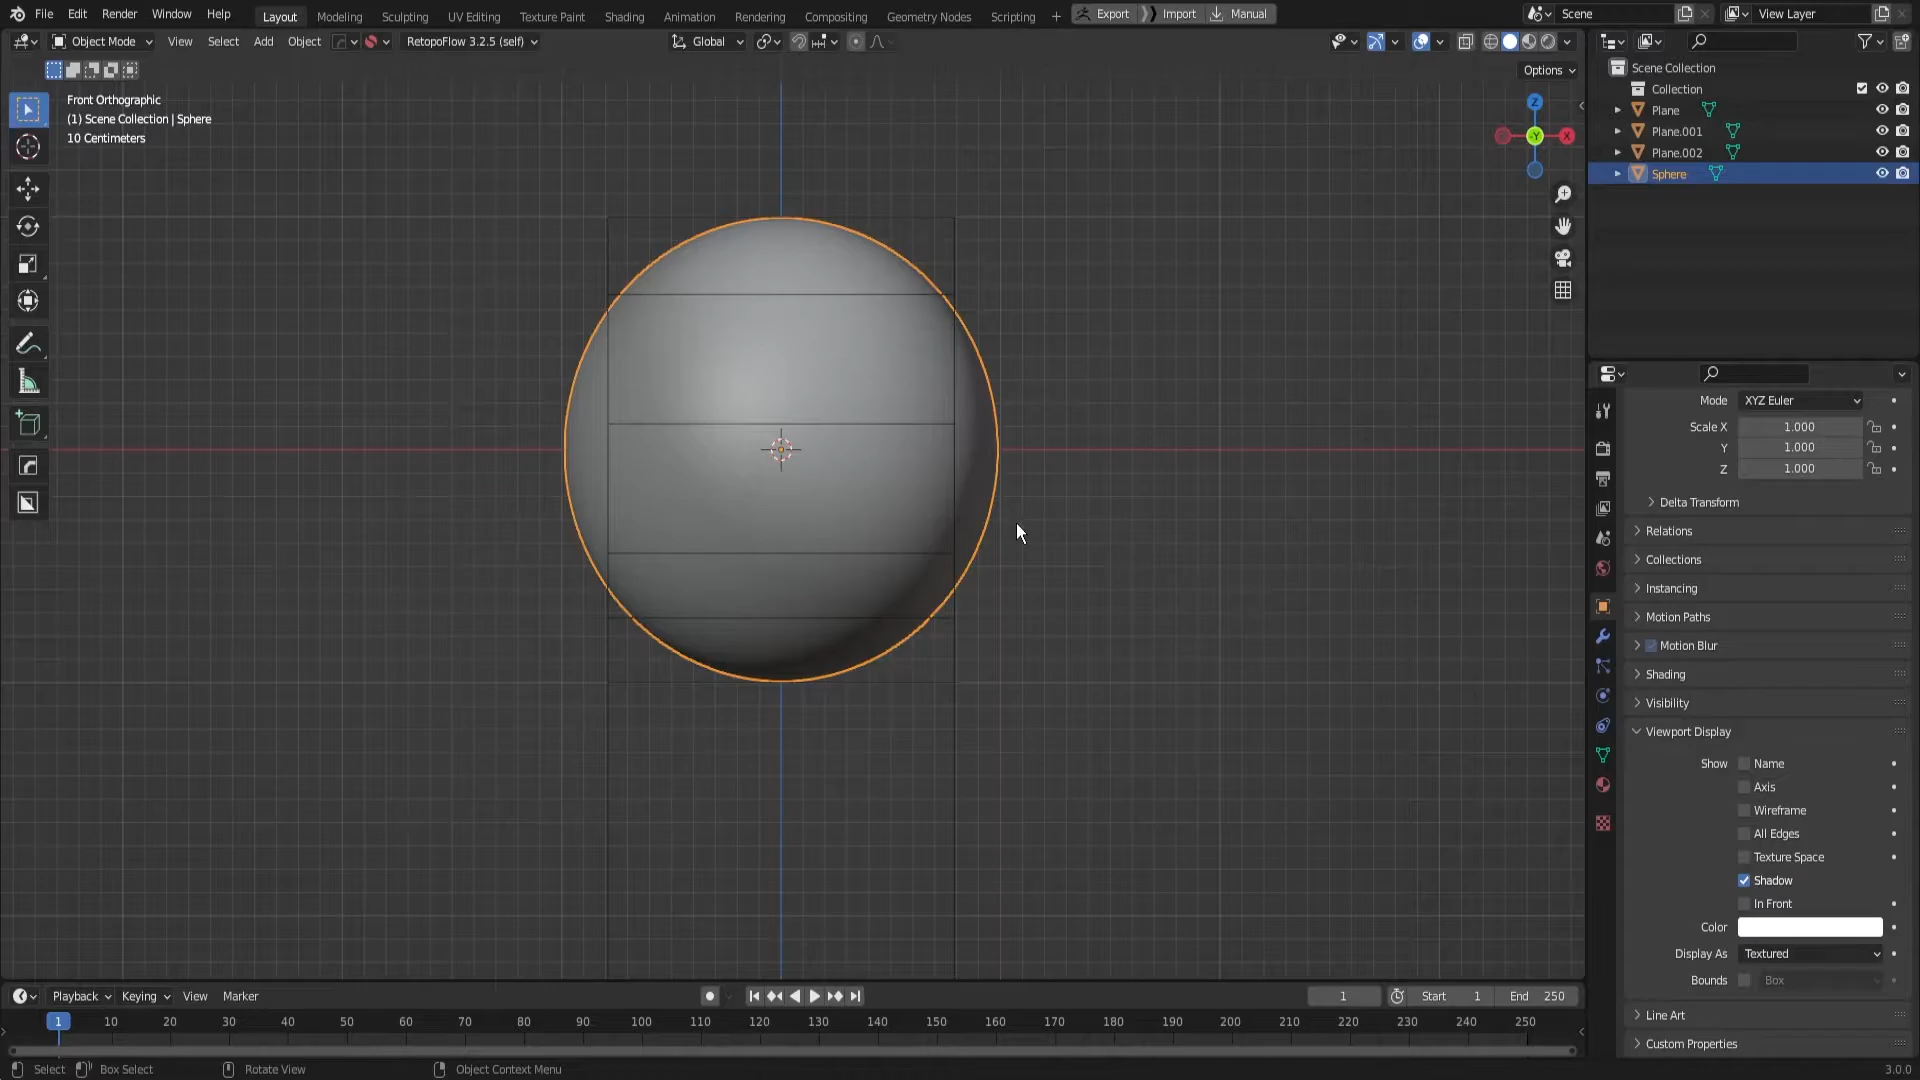 File Edit Render Window Help Layout Modeling Sculpting UV Editing Texture Paint Shading Animation Rendering Compositing Geometry Nodes Scripting + Export Import Manual Scene View Layer
Object Mode View Select Add Object RetopoFlow 3.2.5 (self) Global
Options
Front Orthographic
(1) Scene Collection | Sphere
10 Centimeters
Z
Y
X
Scene Collection
Collection
Plane
Plane.001
Plane.002
Sphere
Mode XYZ Euler
Scale X 1.000
Y 1.000
Z 1.000
Delta Transform
Relations
Collections
Instancing
Motion Paths
Motion Blur
Shading
Visibility
Viewport Display
Show Name
Axis
Wireframe
All Edges
Texture Space
Shadow
In Front
Color
Display As Textured
Bounds Box
Line Art
Custom Properties
Playback Keying View Marker 1 Start 1 End 250
1 10 20 30 40 50 60 70 80 90 100 110 120 130 140 150 160 170 180 190 200 210 220 230 240 250
Select Box Select Rotate View Object Context Menu 3.0.0